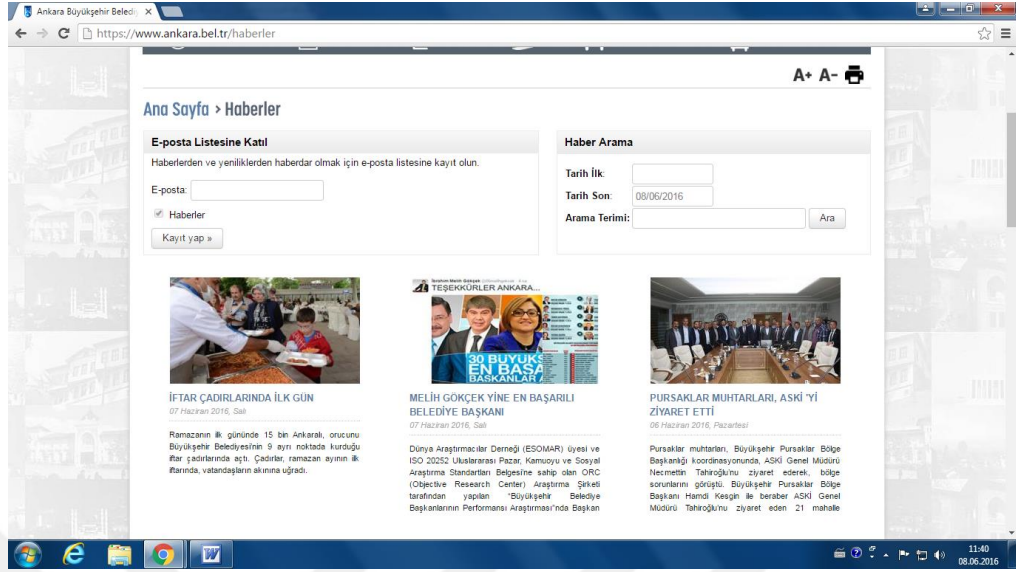 Ankara Büyükşehir Beledi
https://www.ankara.bel.tr/haberler
A+ A-
Ana Sayfa > Haberler
E-posta Listesine Katıl
Haberlerden ve yeniliklerden haberdar olmak için e-posta listesine kayıt olun.
E-posta:
Haberler
Kayıt yap »
Haber Arama
Tarih İlk:
Tarih Son: 08/06/2016
Arama Terimi: Ara
İFTAR ÇADIRLARINDA İLK GÜN
07 Haziran 2016, Salı
Ramazanın ilk gününde 15 bin Ankaralı, orucunu
Büyükşehir Belediyesi'nin 9 ayrı noktada kurduğu
iftar çadırlarında açtı. Çadırlar, ramazan ayının ilk
iftarında, vatandaşların akınına uğradı.
TEŞEKKÜRLER ANKARA...
30 BÜYÜKŞ
EN BAŞA
BAŞKANLAR
MELİH GÖKÇEK YİNE EN BAŞARILI
BELEDİYE BAŞKANI
07 Haziran 2016, Salı
Dünya Araştırmacılar Derneği (ESOMAR) üyesi ve
ISO 20252 Uluslararası Pazar, Kamuoyu ve Sosyal
Araştırma Standartları Belgesi'ne sahip olan ORC
(Objective Research Center) Araştırma Şirketi
tarafından yapılan "Büyükşehir Belediye
Başkanlarının Performansı Araştırması"nda Başkan
PURSAKLAR MUHTARLARI, ASKİ 'Yİ
ZİYARET ETTİ
06 Haziran 2016, Pazartesi
Pursaklar muhtarları, Büyükşehir Pursaklar Bölge
Başkanlığı koordinasyonunda, ASKİ Genel Müdürü
Necmettin Tahiroğlu'nu ziyaret ederek, bölge
sorunlarını görüştü. Büyükşehir Pursaklar Bölge
Başkanı Hamdi Kesgin ile beraber ASKİ Genel
Müdürü Tahiroğlu'nu ziyaret eden 21 mahalle
11:40
08.06.2016